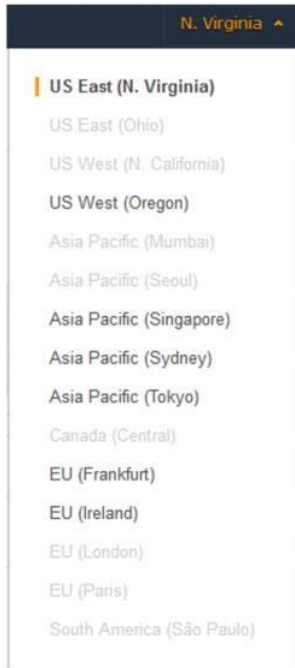 N. Virginia
US East (N. Virginia)
US East (Ohio)
US West (N. California)
US West (Oregon)
Asia Pacific (Mumbai)
Asia Pacific (Seoul)
Asia Pacific (Singapore)
Asia Pacific (Sydney)
Asia Pacific (Tokyo)
Canada (Central)
EU (Frankfurt)
EU (Ireland)
EU (London)
EU (Paris)
South America (São Paulo)